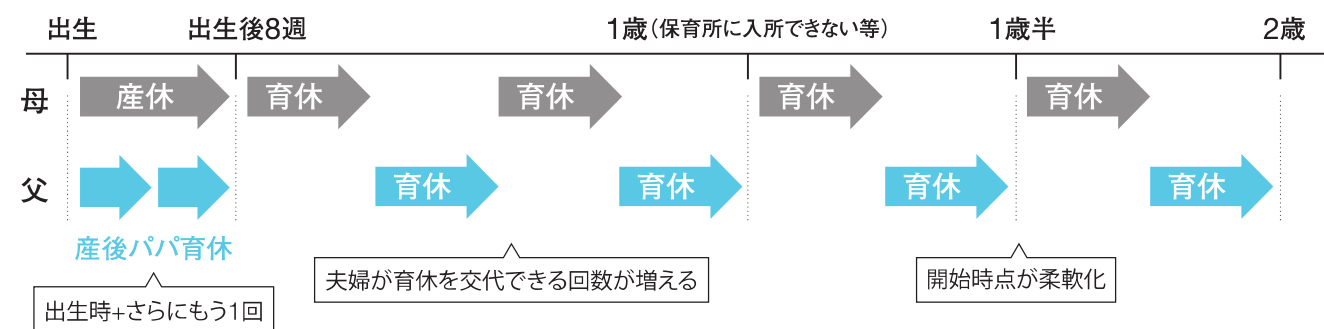 出生 出生後8週 1歳（保育所に入所できない等） 1歳半 2歳
母 産休 育休 育休 育休 育休
父 育休 育休 育休 育休
産後パパ育休
出生時+さらにもう1回
夫婦が育休を交代できる回数が増える
開始時点が柔軟化